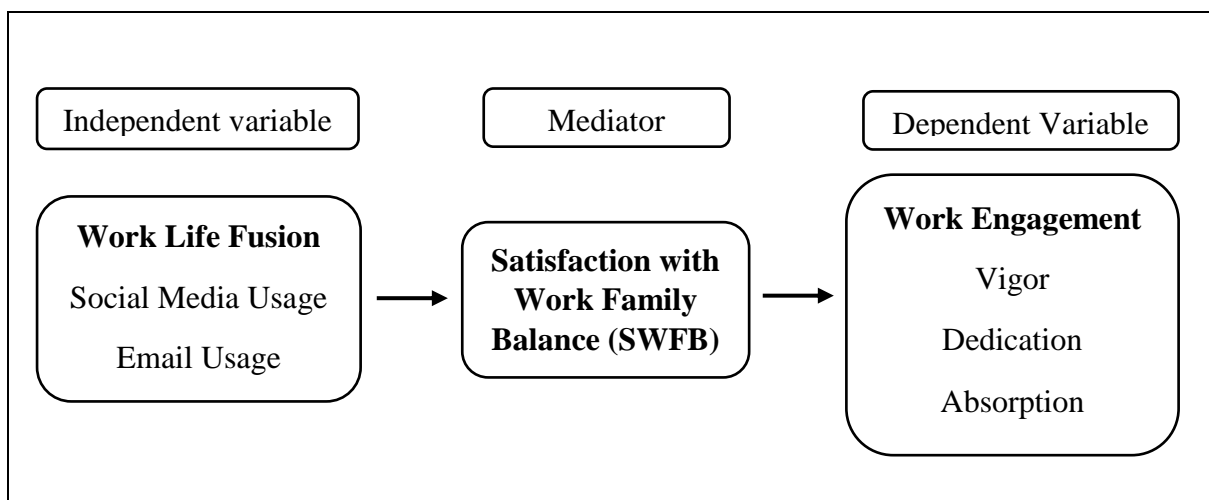 Independent variable
Mediator
Dependent Variable
Work Life Fusion
Social Media Usage
Email Usage
Satisfaction with
Work Family
Balance (SWFB)
Work Engagement
Vigor
Dedication
Absorption